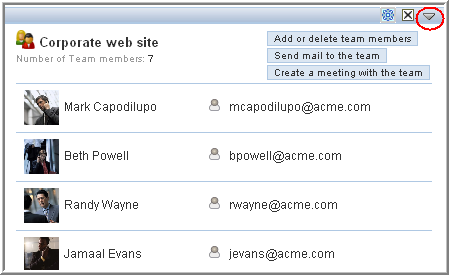 Corporate web site
Number of Team members: 7
Add or delete team members
Send mail to the team
Create a meeting with the team
Mark Capodilupo mcapodilupo@acme.com
Beth Powell bpowell@acme.com
Randy Wayne rwayne@acme.com
Jamaal Evans jevans@acme.com